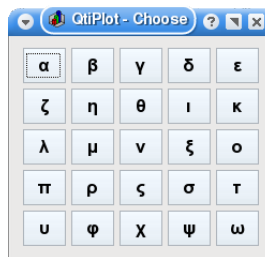 QtiPlot - Choose
α β γ δ ε
ζ η θ ι κ
λ μ ν ξ ο
π ρ ς σ τ
υ φ χ ψ ω